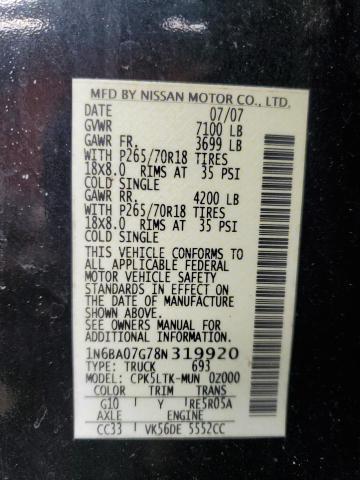 MFD BY NISSAN MOTOR CO., LTD.
DATE 07/07
GVWR 7100 LB
GAWR FR. 3699 LB
WITH P265/70R18 TIRES
18X8.0 RIMS AT 35 PSI
COLD SINGLE
GAWR RR. 4200 LB
WITH P265/70R18 TIRES
18X8.0 RIMS AT 35 PSI
COLD SINGLE
THIS VEHICLE CONFORMS TO
ALL APPLICABLE FEDERAL
MOTOR VEHICLE SAFETY
STANDARDS IN EFFECT ON
THE DATE OF MANUFACTURE
SHOWN ABOVE.
SEE OWNERS MANUAL FOR
ADDITIONAL INFORMATION.
1N6BA07G78N319920
TYPE: TRUCK 693
MODEL: CPK5LTK-MUN 0Z000
COLOR TRIM TRANS
G10 Y RE5R05A
AXLE ENGINE
CC33 VK56DE 5552CC